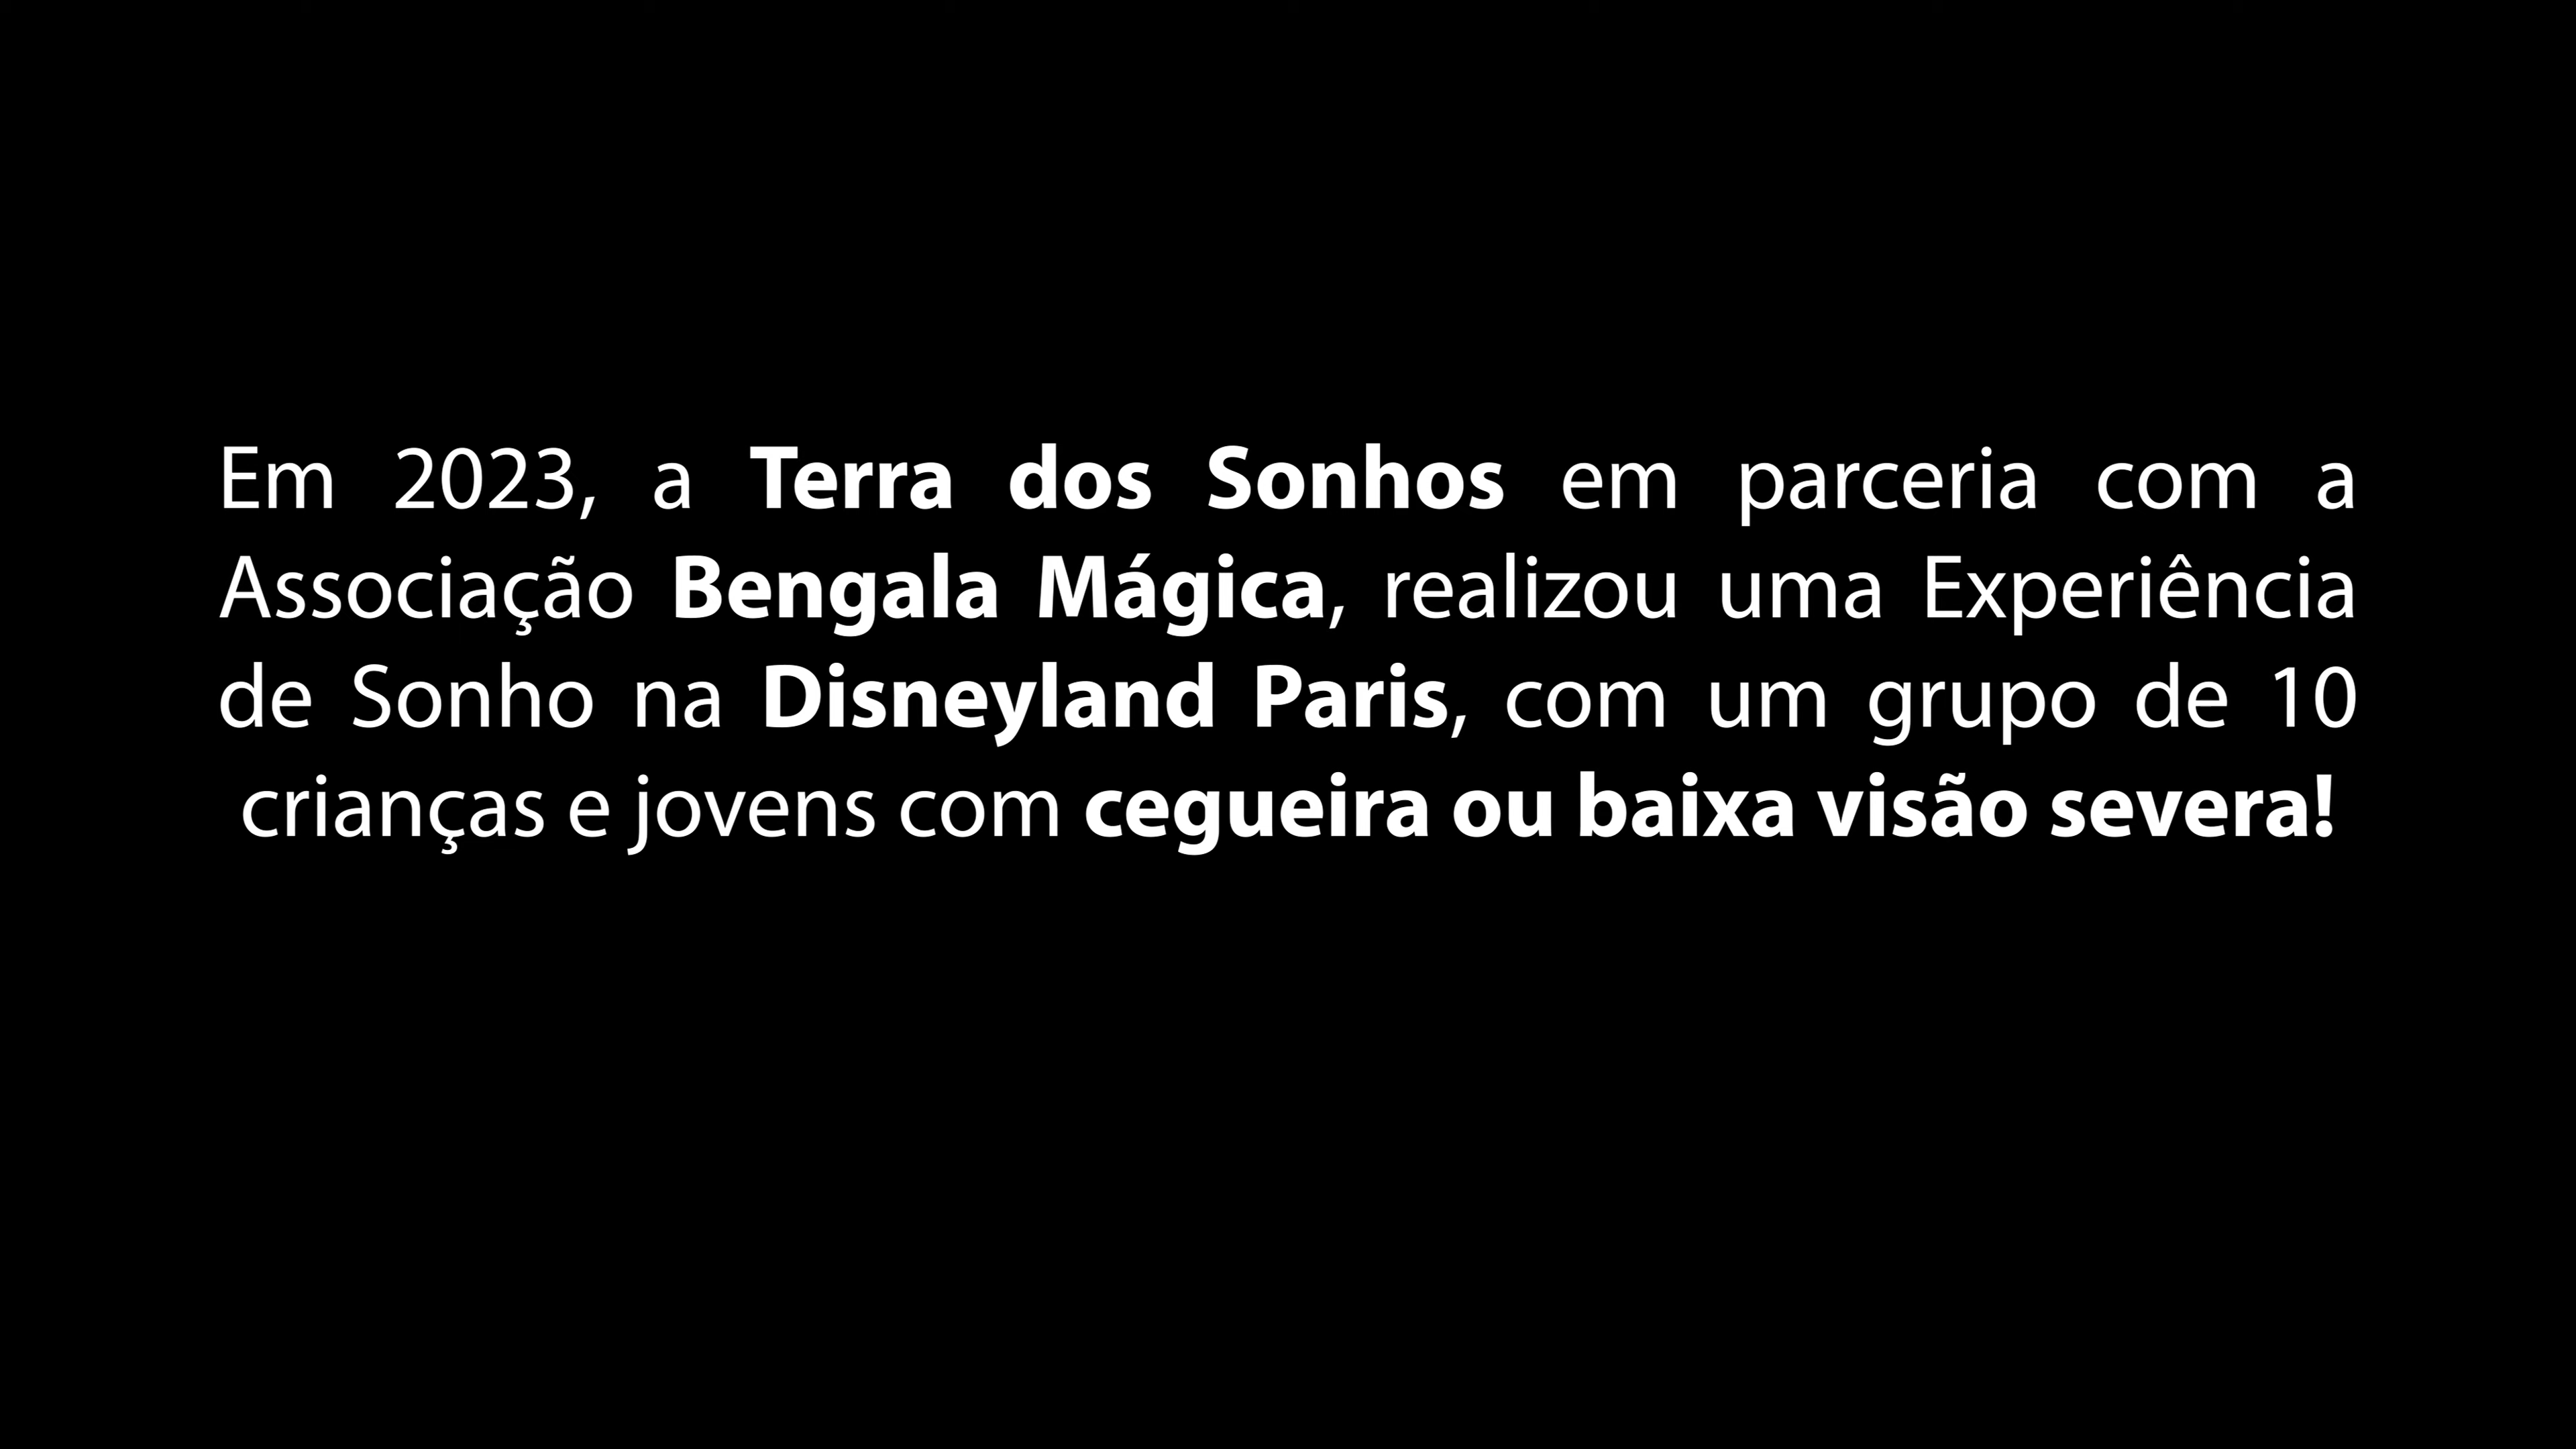 Em 2023, a Terra dos Sonhos em parceria com a
Associação Bengala Mágica, realizou uma Experiência
de Sonho na Disneyland Paris, com um grupo de 10
crianças e jovens com cegueira ou baixa visão severa!